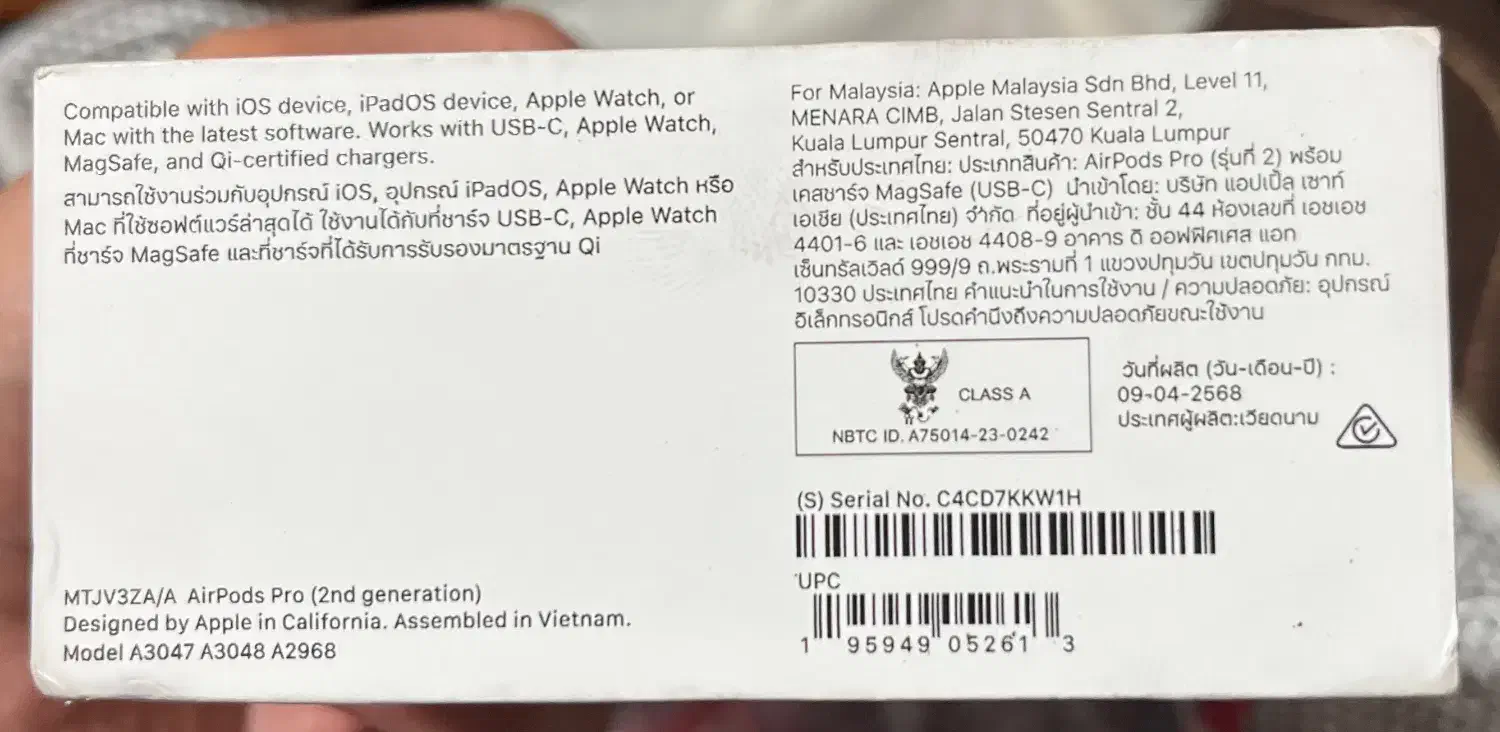 Compatible with iOS device, iPadOS device, Apple Watch, or
Mac with the latest software. Works with USB-C, Apple Watch,
MagSafe, and Qi-certified chargers.
สามารถใช้งานร่วมกับอุปกรณ์ iOS, อุปกรณ์ iPadOS, Apple Watch หรือ
Mac ที่ใช้ซอฟต์แวร์ล่าสุดได้ ใช้งานได้กับที่ชาร์จ USB-C, Apple Watch
ที่ชาร์จ MagSafe และที่ชาร์จที่ได้รับการรับรองมาตรฐาน Qi
MTJV3ZA/A AirPods Pro (2nd generation)
Designed by Apple in California. Assembled in Vietnam.
Model A3047 A3048 A2968
For Malaysia: Apple Malaysia Sdn Bhd, Level 11,
MENARA CIMB, Jalan Stesen Sentral 2,
Kuala Lumpur Sentral, 50470 Kuala Lumpur
สำหรับประเทศไทย: ประเภทสินค้า: AirPods Pro (รุ่นที่ 2) พร้อม
เคสชาร์จ MagSafe (USB-C) นำเข้าโดย: บริษัท แอปเปิ้ล เซาท์
เอเชีย (ประเทศไทย) จำกัด ที่อยู่ผู้นำเข้า: ชั้น 44 ห้องเลขที่ เอชเอช
4401-6 และ เอชเอช 4408-9 อาคาร ดิ ออฟฟิศเศส แอท
เซ็นทรัลเวิลด์ 999/9 ถ.พระรามที่ 1 แขวงปทุมวัน เขตปทุมวัน กทม.
10330 ประเทศไทย คำแนะนำในการใช้งาน / ความปลอดภัย: อุปกรณ์
อิเล็กทรอนิกส์ โปรดคำนึงถึงความปลอดภัยขณะใช้งาน
CLASS A
NBTC ID. A75014-23-0242
วันที่ผลิต (วัน-เดือน-ปี) :
09-04-2568
ประเทศผู้ผลิต:เวียดนาม
(S) Serial No. C4CD7KKW1H
UPC
1 95949 05261 3